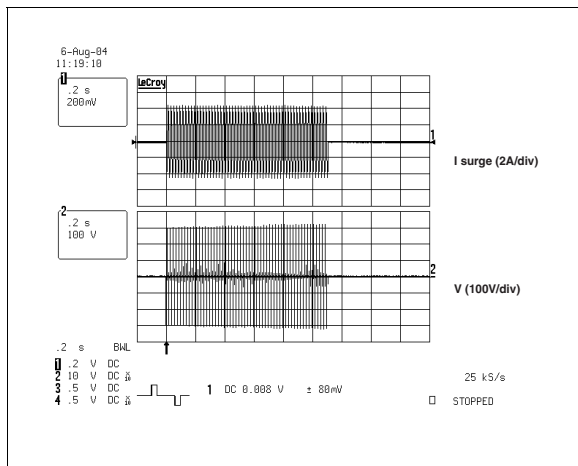 6-Aug-04
11:19:10
1
.2 s
200mV
LeCroy
1
I surge (2A/div)
2
.2 s
100 V
2
V (100V/div)
.2 s BWL
1 .2 V DC
2 10 V DC X10
3 .5 V DC
4 .5 V DC X10
1 DC 0.008 V ± 80mV
25 kS/s
STOPPED